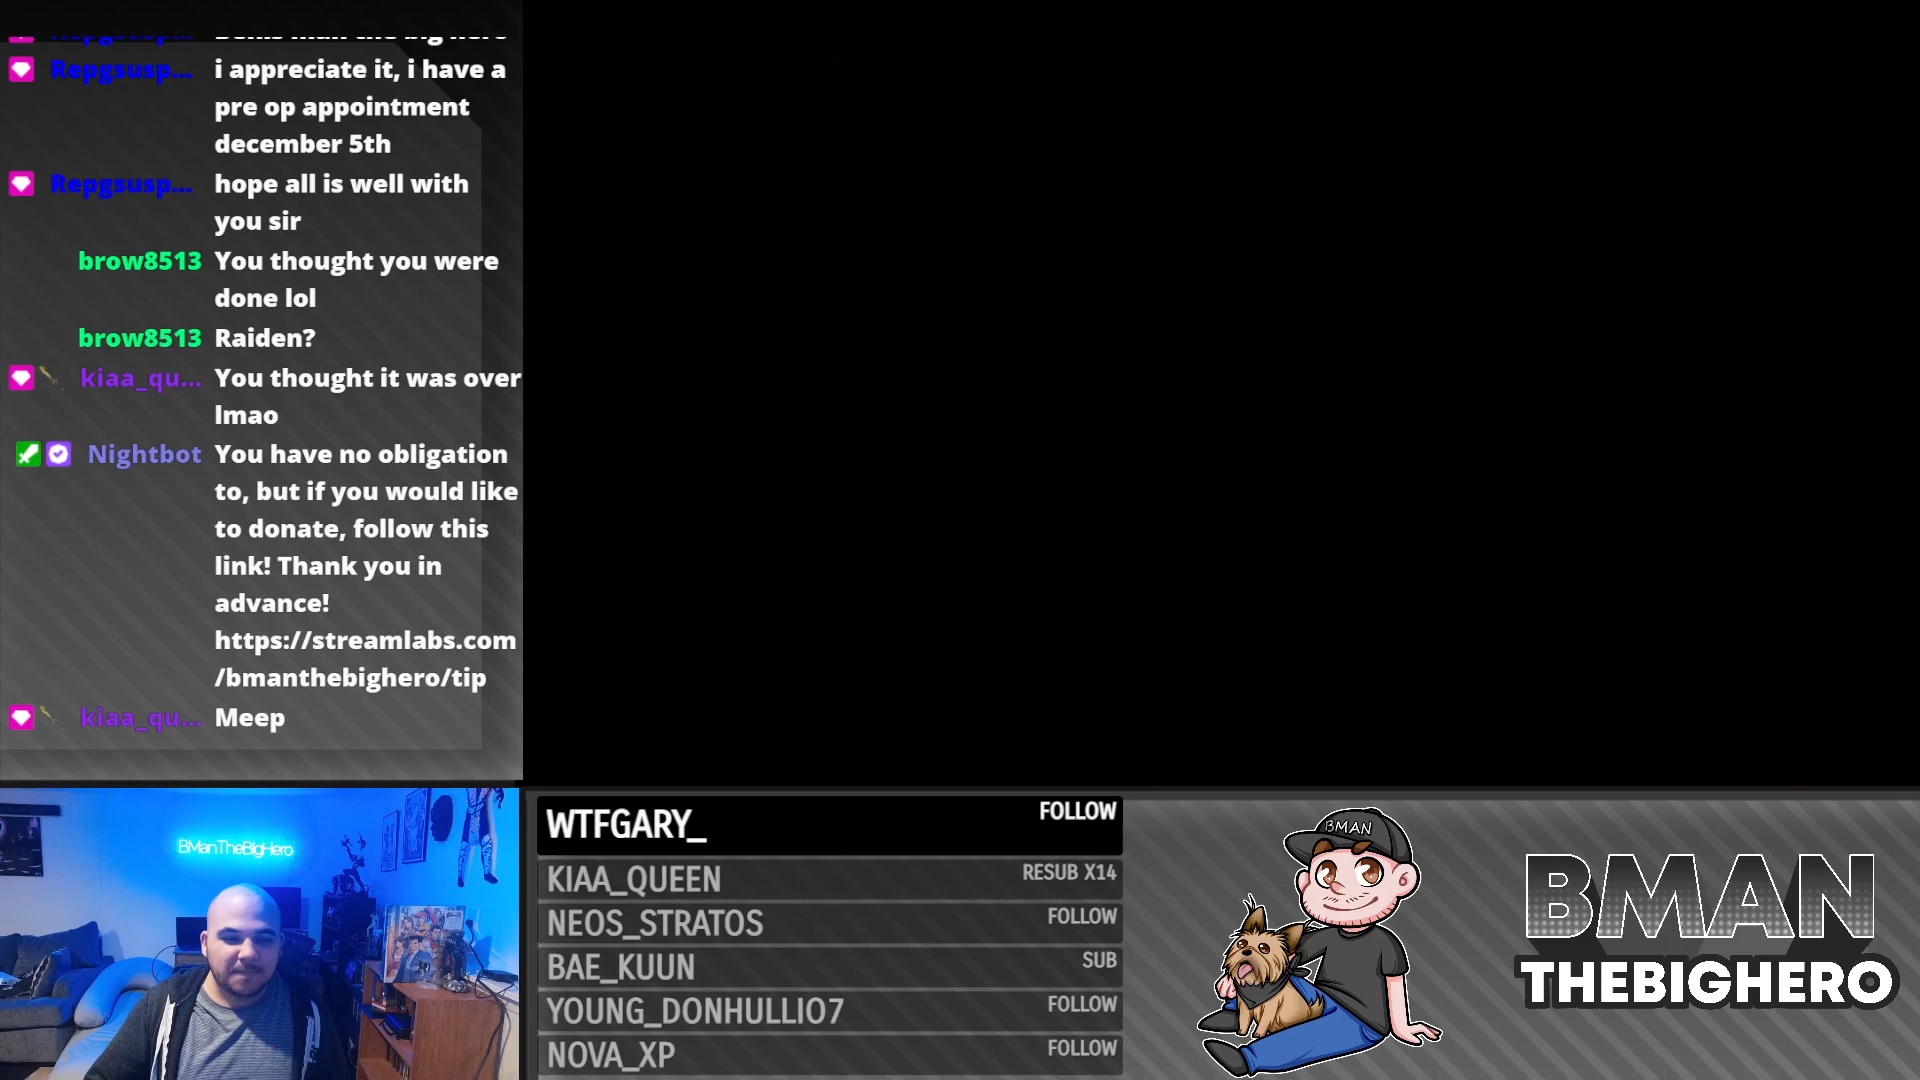 Repgsusp... i appreciate it, i have a
pre op appointment
december 5th
Repgsusp... hope all is well with
you sir
brow8513 You thought you were
done lol
brow8513 Raiden?
kiaa_qu... You thought it was over
lmao
Nightbot You have no obligation
to, but if you would like
to donate, follow this
link! Thank you in
advance!
https://streamlabs.com
/bmanthebighero/tip
kiaa_qu... Meep
BManTheBigHero
WTFGARY_ FOLLOW
KIAA_QUEEN RESUB X14
NEOS_STRATOS FOLLOW
BAE_KUUN SUB
YOUNG_DONHULLIO7 FOLLOW
NOVA_XP FOLLOW
BMAN
BMAN
THEBIGHERO